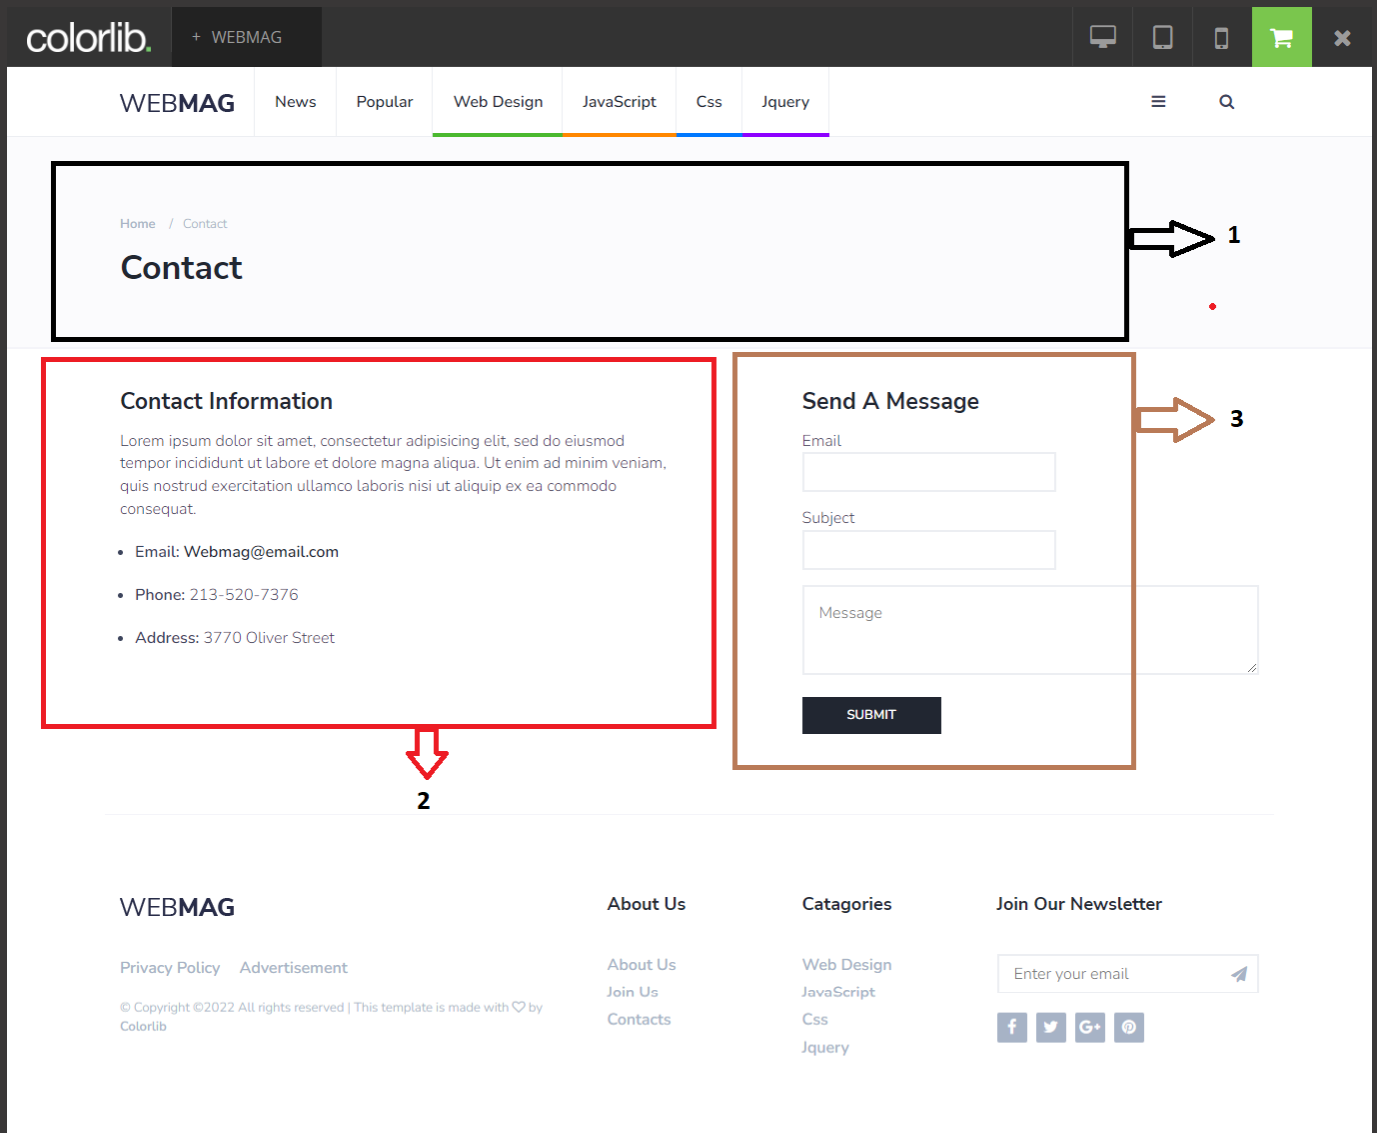 colorlib.
+ WEBMAG
WEBMAG
News
Popular
Web Design
JavaScript
Css
Jquery
Home / Contact
Contact
1
Contact Information
Lorem ipsum dolor sit amet, consectetur adipisicing elit, sed do eiusmod
tempor incididunt ut labore et dolore magna aliqua. Ut enim ad minim veniam,
quis nostrud exercitation ullamco laboris nisi ut aliquip ex ea commodo
consequat.
• Email: Webmag@email.com
• Phone: 213-520-7376
• Address: 3770 Oliver Street
2
Send A Message
3
Email
Subject
Message
SUBMIT
WEBMAG
Privacy Policy Advertisement
© Copyright ©2022 All rights reserved | This template is made with ♡ by
Colorlib
About Us
About Us
Join Us
Contacts
Catagories
Web Design
JavaScript
Css
Jquery
Join Our Newsletter
Enter your email